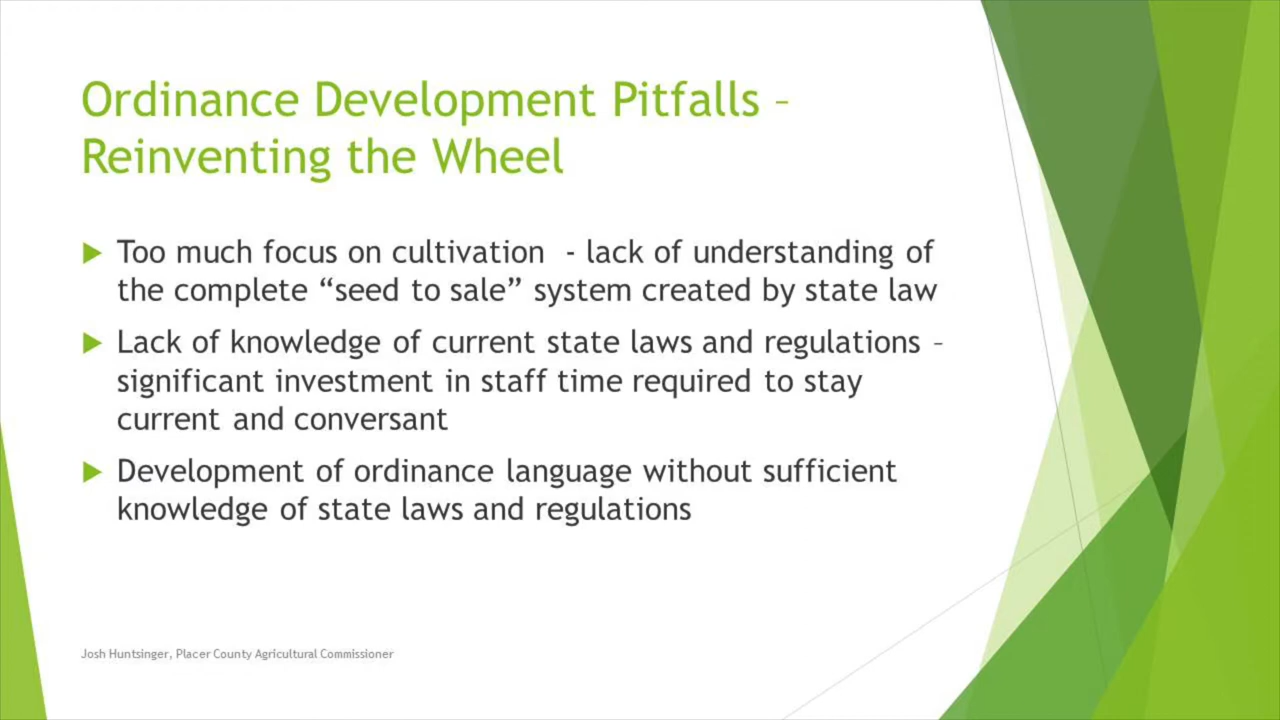 Ordinance Development Pitfalls –
Reinventing the Wheel
Too much focus on cultivation - lack of understanding of
the complete “seed to sale” system created by state law
Lack of knowledge of current state laws and regulations –
significant investment in staff time required to stay
current and conversant
Development of ordinance language without sufficient
knowledge of state laws and regulations
Josh Huntsinger, Placer County Agricultural Commissioner